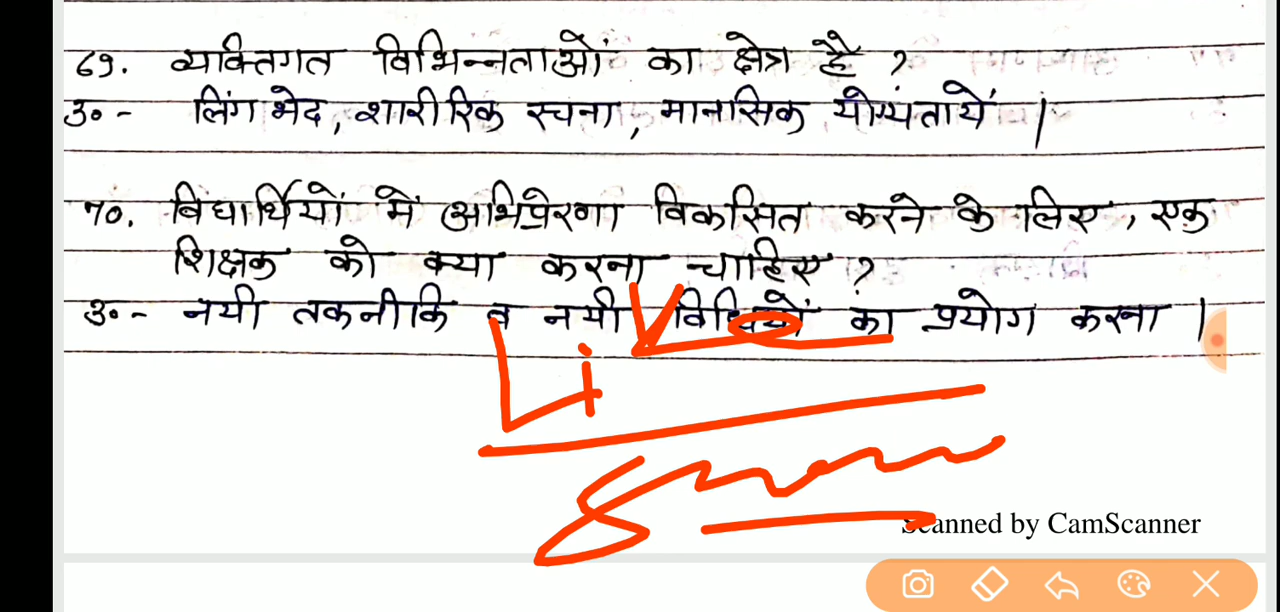 69. व्यक्तिगत विभिन्नताओं का क्षेत्र है ?
उ०- लिंग भेद, शारीरिक रचना, मानसिक योग्यतायें ।
70. विद्यार्थियों में अभिप्रेरणा विकसित करने के लिए, एक
शिक्षक को क्या करना चाहिए ?
उ०- नयी तकनीकि व नयी विधियों का प्रयोग करना ।
Scanned by CamScanner